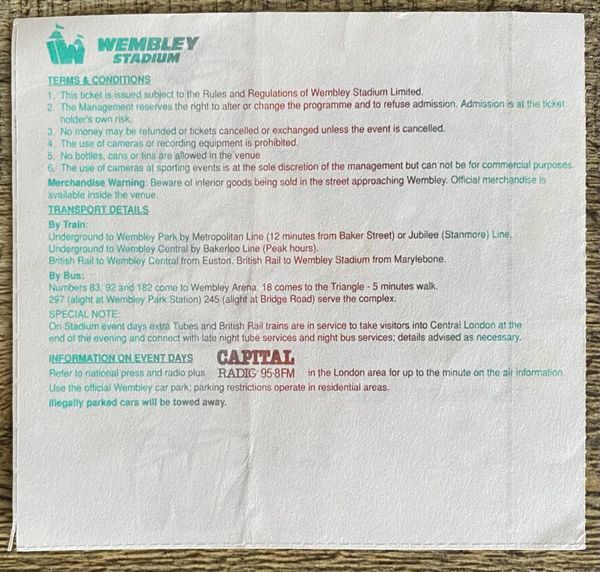 WEMBLEY
STADIUM
TERMS & CONDITIONS
1. This ticket is issued subject to the Rules and Regulations of Wembley Stadium Limited.
2. The Management reserves the right to alter or change the programme and to refuse admission. Admission is at the ticket
holder's own risk.
3. No money may be refunded or tickets cancelled or exchanged unless the event is cancelled.
4. The use of cameras or recording equipment is prohibited.
5. No bottles, cans or tins are allowed in the venue
6. The use of cameras at sporting events is at the sole discretion of the management but can not be for commercial purposes.
Merchandise Warning: Beware of inferior goods being sold in the street approaching Wembley. Official merchandise is
available inside the venue.
TRANSPORT DETAILS
By Train:
Underground to Wembley Park by Metropolitan Line (12 minutes from Baker Street) or Jubilee (Stanmore) Line.
Underground to Wembley Central by Bakerloo Line (Peak hours).
British Rail to Wembley Central from Euston. British Rail to Wembley Stadium from Marylebone.
By Bus:
Numbers 83, 92 and 182 come to Wembley Arena. 18 comes to the Triangle - 5 minutes walk.
297 (alight at Wembley Park Station) 245 (alight at Bridge Road) serve the complex.
SPECIAL NOTE:
On Stadium event days extra Tubes and British Rail trains are in service to take visitors into Central London at the
end of the evening and connect with late night tube services and night bus services; details advised as necessary.
INFORMATION ON EVENT DAYS CAPITAL
Refer to national press and radio plus RADIO 95·8FM in the London area for up to the minute on the air information.
Use the official Wembley car park; parking restrictions operate in residential areas.
Illegally parked cars will be towed away.